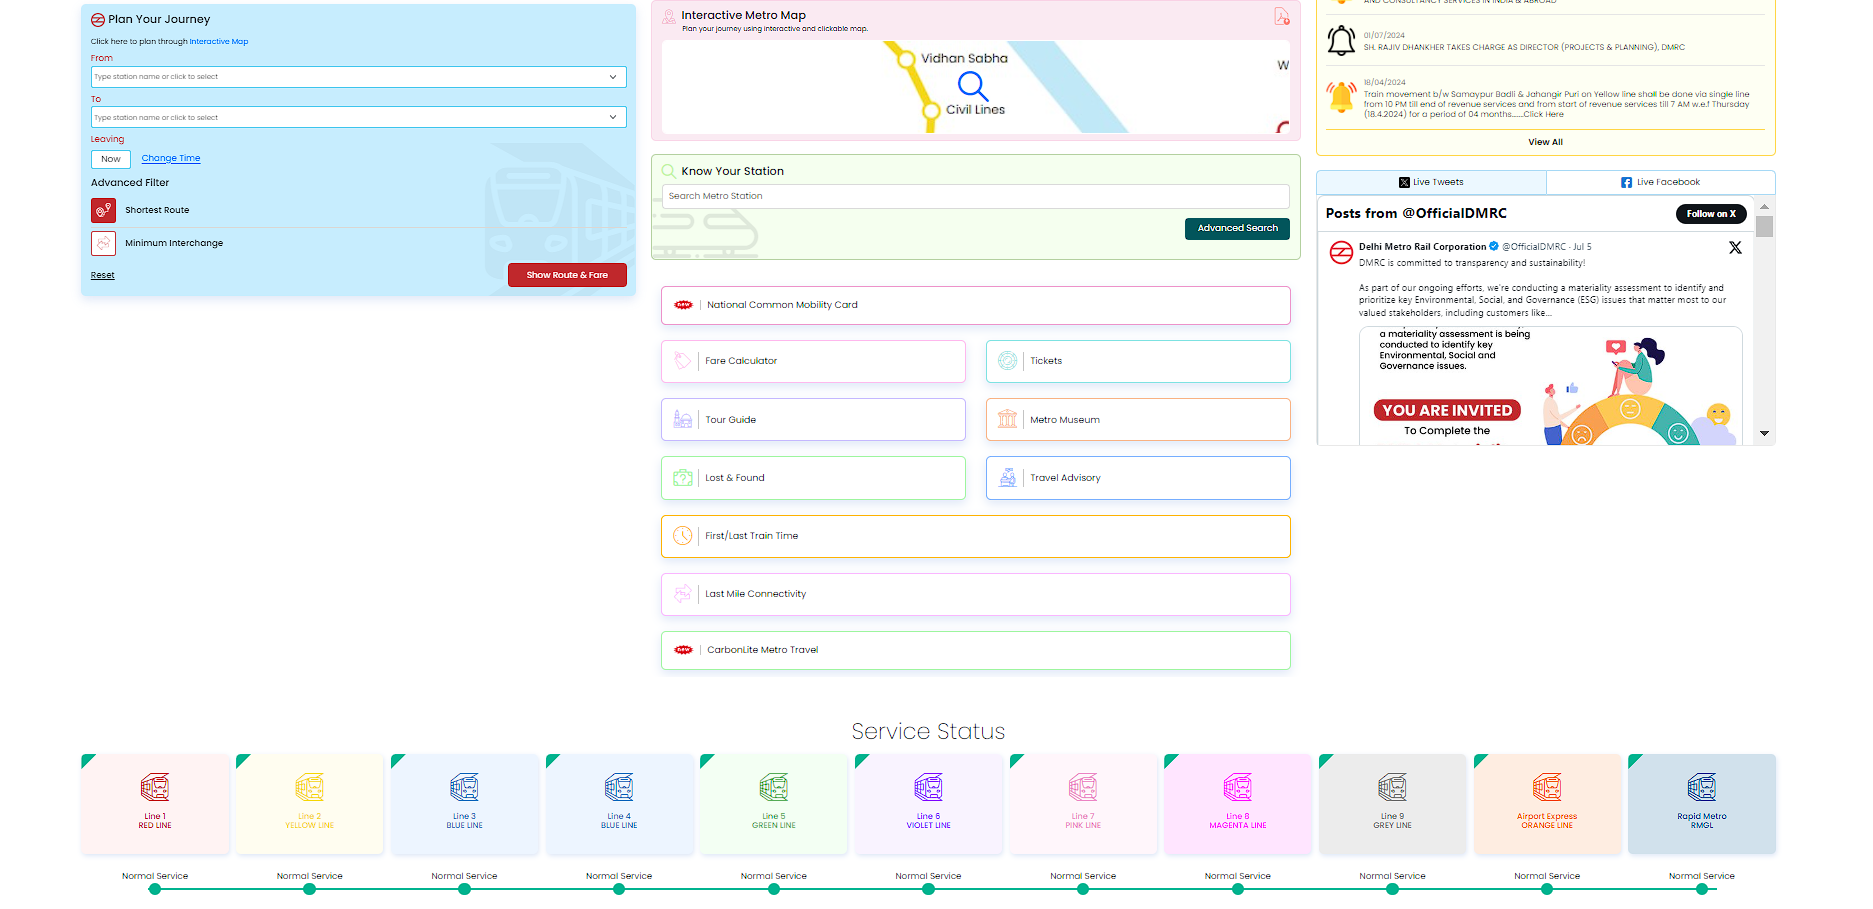 Plan Your Journey
Click here to plan through Interactive Map
From
Type station name or click to select
To
Type station name or click to select
Leaving
Now
Change Time
Advanced Filter
Shortest Route
Minimum Interchange
Reset
Show Route & Fare
Interactive Metro Map
Plan your journey using interactive and clickable map.
Vidhan Sabha
W
Civil Lines
Know Your Station
Search Metro Station
Advanced Search
new
National Common Mobility Card
Fare Calculator
Tickets
Tour Guide
Metro Museum
Lost & Found
Travel Advisory
First/Last Train Time
Last Mile Connectivity
new
CarbonLite Metro Travel
AND CONSULTANCY SERVICES IN INDIA & ABROAD
01/07/2024
SH. RAJIV DHANKHER TAKES CHARGE AS DIRECTOR (PROJECTS & PLANNING), DMRC
18/04/2024
Train movement b/w Samaypur Badli & Jahangir Puri on Yellow line shall be done via single line
from 10 PM till end of revenue services and from start of revenue services till 7 AM w.e.f Thursday
(18.4.2024) for a period of 04 months.......Click Here
View All
Live Tweets
Live Facebook
Posts from @OfficialDMRC
Follow on X
Delhi Metro Rail Corporation @OfficialDMRC · Jul 5
DMRC is committed to transparency and sustainability!
As part of our ongoing efforts, we're conducting a materiality assessment to identify and
prioritize key Environmental, Social, and Governance (ESG) issues that matter most to our
valued stakeholders, including customers like...
a materiality assessment is being
conducted to identify key
Environmental, Social and
Governance issues.
YOU ARE INVITED
To Complete the
Service Status
Line 1
RED LINE
Line 2
YELLOW LINE
Line 3
BLUE LINE
Line 4
BLUE LINE
Line 5
GREEN LINE
Line 6
VIOLET LINE
Line 7
PINK LINE
Line 8
MAGENTA LINE
Line 9
GREY LINE
Airport Express
ORANGE LINE
Rapid Metro
RMGL
Normal Service
Normal Service
Normal Service
Normal Service
Normal Service
Normal Service
Normal Service
Normal Service
Normal Service
Normal Service
Normal Service